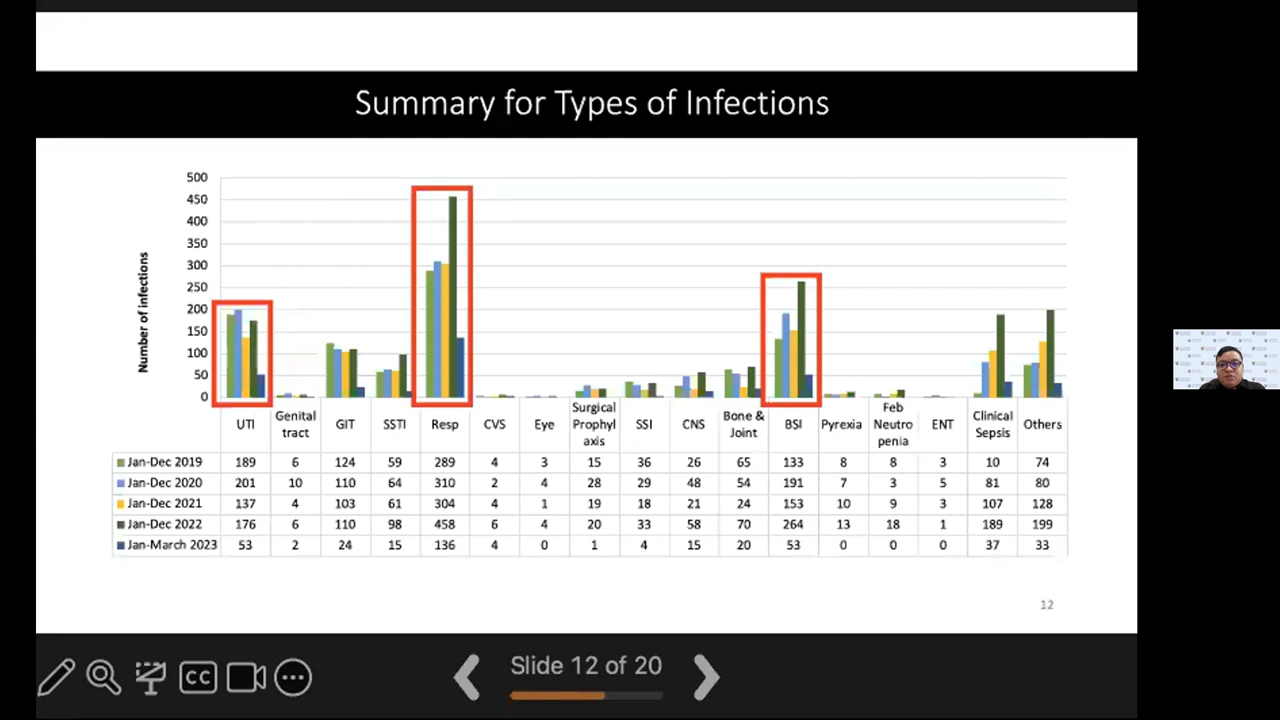 Summary for Types of Infections
Number of infections
500
450
400
350
300
250
200
150
100
50
0
UTI Genital tract GIT SSTI Resp CVS Eye Surgical Prophyl axis SSI CNS Bone & Joint BSI Pyrexia Feb Neutro penia ENT Clinical Sepsis Others
Jan-Dec 2019 189 6 124 59 289 4 3 15 36 26 65 133 8 8 3 10 74
Jan-Dec 2020 201 10 110 64 310 2 4 28 29 48 54 191 7 3 5 81 80
Jan-Dec 2021 137 4 103 61 304 4 1 19 18 21 24 153 10 9 3 107 128
Jan-Dec 2022 176 6 110 98 458 6 4 20 33 58 70 264 13 18 1 189 199
Jan-March 2023 53 2 24 15 136 4 0 1 4 15 20 53 0 0 0 37 33
12
CC
Slide 12 of 20